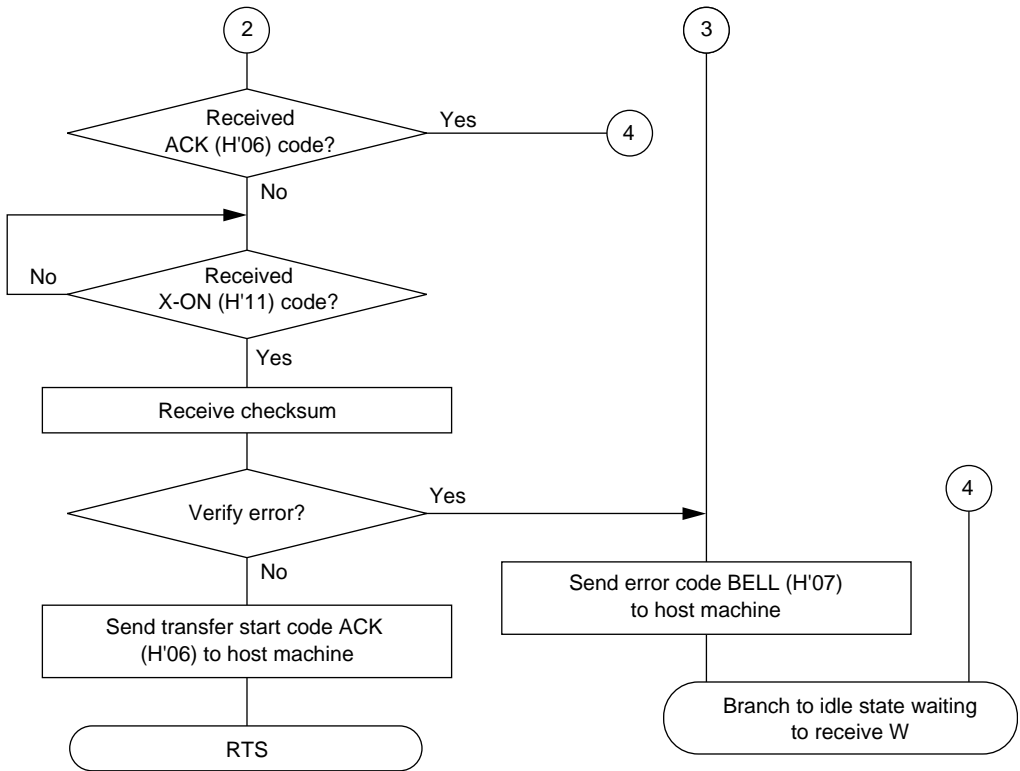 2
3
Received
ACK (H'06) code?
Yes
4
No
No
Received
X-ON (H'11) code?
Yes
Receive checksum
Verify error?
Yes
4
No
Send error code BELL (H'07)
to host machine
Send transfer start code ACK
(H'06) to host machine
Branch to idle state waiting
to receive W
RTS